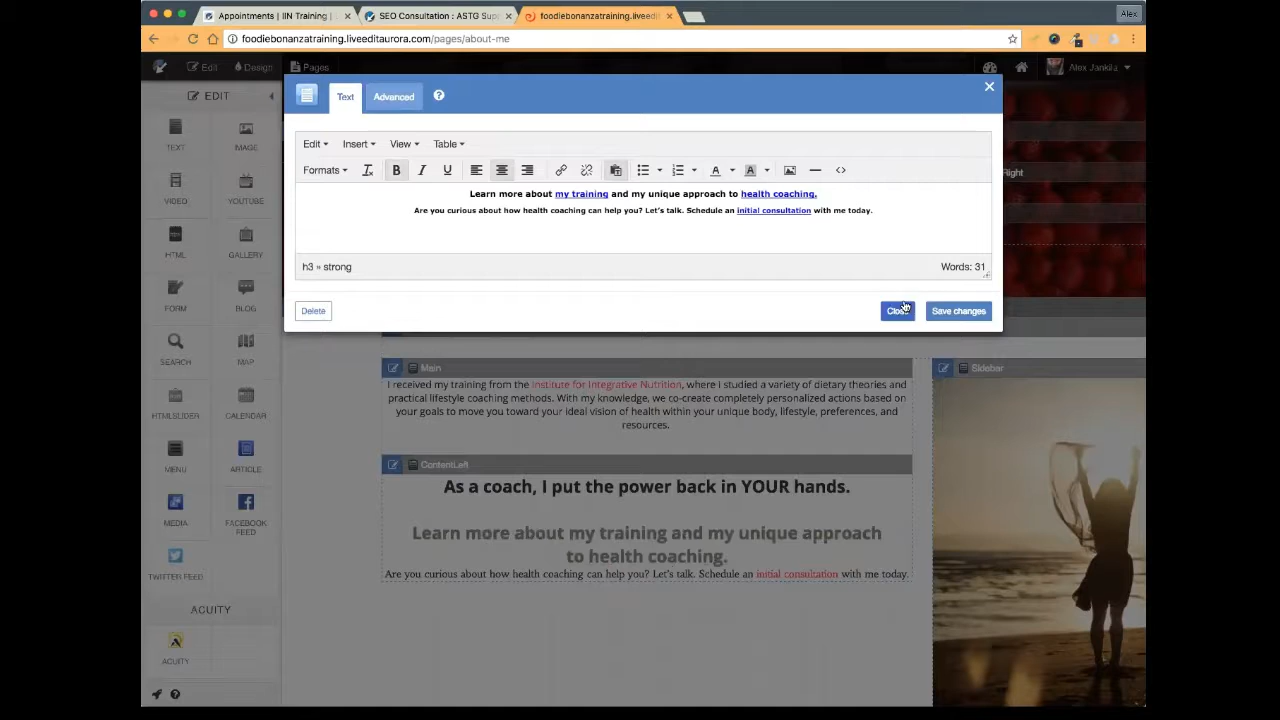 Appointments | IIN Training |
SEO Consultation : ASTG Sup
foodiebonanzatraining.liveedit
Alex
foodiebonanzatraining.liveeditaurora.com/pages/about-me
Edit
Design
Pages
Alex Jankila
EDIT
Text
Advanced
TEXT
IMAGE
Edit
Insert
View
Table
Formats
B
I
U
A
A
Right
VIDEO
YOUTUBE
Learn more about my training and my unique approach to health coaching.
Are you curious about how health coaching can help you? Let's talk. Schedule an initial consultation with me today.
HTML
GALLERY
h3 » strong
Words: 31
FORM
BLOG
Delete
Close
Save changes
SEARCH
MAP
Main
Sidebar
I received my training from the Institute for Integrative Nutrition, where I studied a variety of dietary theories and
practical lifestyle coaching methods. With my knowledge, we co-create completely personalized actions based on
your goals to move you toward your ideal vision of health within your unique body, lifestyle, preferences, and
resources.
HTMLSLIDER
CALENDAR
MENU
ARTICLE
ContentLeft
As a coach, I put the power back in YOUR hands.
MEDIA
FACEBOOK
FEED
Learn more about my training and my unique approach
to health coaching.
Are you curious about how health coaching can help you? Let's talk. Schedule an initial consultation with me today.
TWITTER FEED
ACUITY
ACUITY